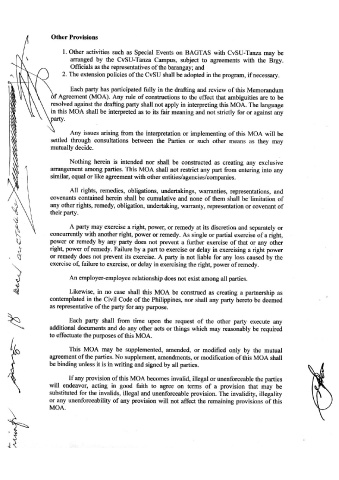 Other Provisions
1. Other activities such as Special Events on BAGTAS with CvSU-Tanza may be
arranged by the CvSU-Tanza Campus, subject to agreements with the Brgy.
Officials as the representatives of the barangay; and
2. The extension policies of the CvSU shall be adopted in the program, if necessary.
Each party has participated fully in the drafting and review of this Memorandum
of Agreement (MOA). Any rule of constructions to the effect that ambiguities are to be
resolved against the drafting party shall not apply in interpreting this MOA. The language
in this MOA shall be interpreted as to its fair meaning and not strictly for or against any
party.
Any issues arising from the interpretation or implementing of this MOA will be
settled through consultations between the Parties or such other means as they may
mutually decide.
Nothing herein is intended nor shall be constructed as creating any exclusive
arrangement among parties. This MOA shall not restrict any part from entering into any
similar, equal or like agreement with other entities/agencies/companies.
All rights, remedies, obligations, undertakings, warranties, representations, and
covenants contained herein shall be cumulative and none of them shall be limitation of
any other rights, remedy, obligation, undertaking, warranty, representation or covenant of
their party.
A party may exercise a right, power, or remedy at its discretion and separately or
concurrently with another right, power or remedy. As single or partial exercise of a right,
power or remedy by any party does not prevent a further exercise of that or any other
right, power of remedy. Failure by a part to exercise or delay in exercising a right power
or remedy does not prevent its exercise. A party is not liable for any loss caused by the
exercise of, failure to exercise, or delay in exercising the right, power of remedy.
An employer-employee relationship does not exist among all parties.
Likewise, in no case shall this MOA be construed as creating a partnership as
contemplated in the Civil Code of the Philippines, nor shall any party hereto be deemed
as representative of the party for any purpose.
Each party shall from time upon the request of the other party execute any
additional documents and do any other acts or things which may reasonably be required
to effectuate the purposes of this MOA.
This MOA may be supplemented, amended, or modified only by the mutual
agreement of the parties. No supplement, amendments, or modification of this MOA shall
be binding unless it is in writing and signed by all parties.
If any provision of this MOA becomes invalid, illegal or unenforceable the parties
will endeavor, acting in good faith to agree on terms of a provision that may be
substituted for the invalids, illegal and unenforceable provision. The invalidity, illegality
or any unenforceability of any provision will not affect the remaining provisions of this
MOA.